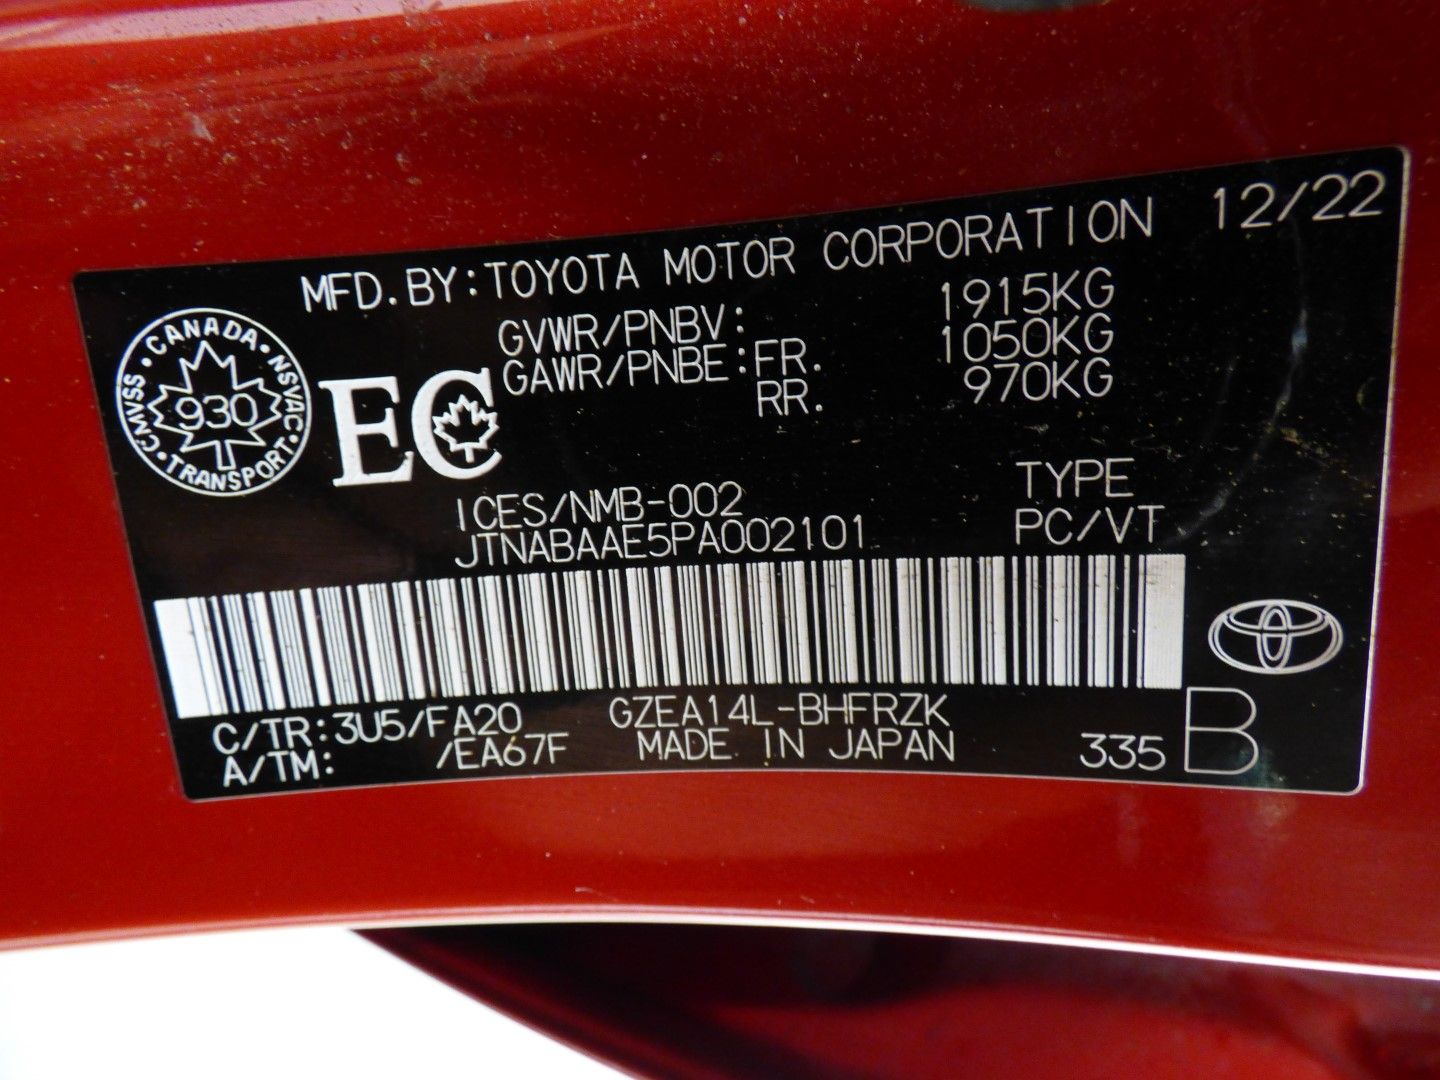 MFD. BY: TOYOTA MOTOR CORPORATION 12/22
GVWR/PNBV: 1915KG
GAWR/PNBE: FR. 1050KG
RR. 970KG
CANADA • NSVAC • TRANSPORT • CMVSS •
930
EC
ICES/NMB-002
JTNABAAE5PA002101
TYPE
PC/VT
C/TR: 3U5/FA20 GZEA14L-BHFRZK
A/TM: /EA67F MADE IN JAPAN 335 B